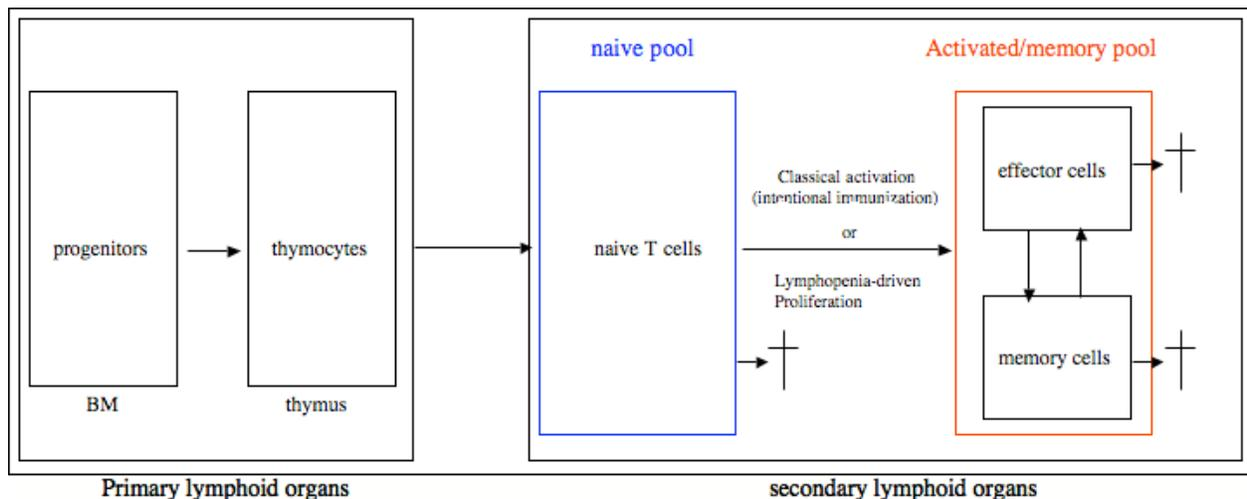 naive pool
Activated/memory pool
progenitors
thymocytes
BM
thymus
naive T cells
Classical activation
(intentional immunization)
or
Lymphopenia-driven
Proliferation
effector cells
memory cells
Primary lymphoid organs
secondary lymphoid organs